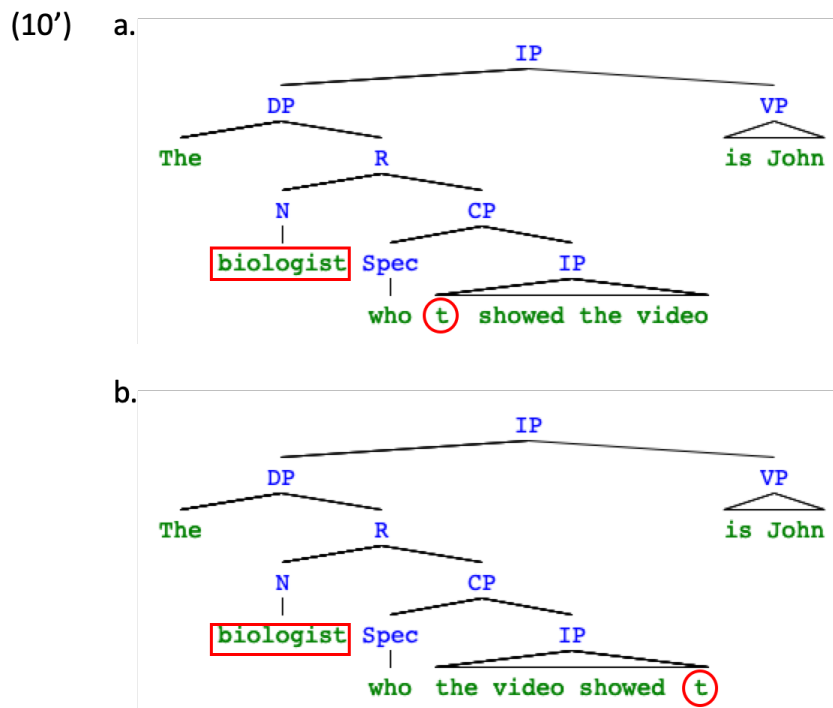 (10’) a.
IP
DP VP
The R is John
N CP
biologist Spec IP
who t showed the video
b.
IP
DP VP
The R is John
N CP
biologist Spec IP
who the video showed t